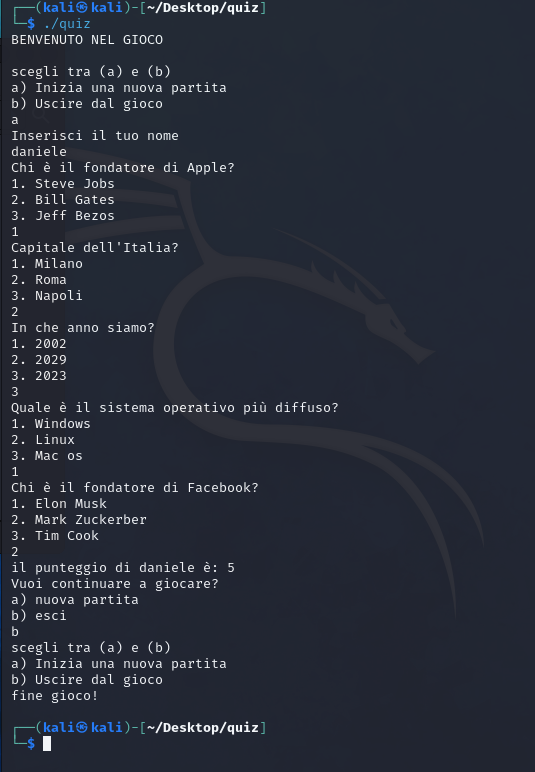 ┌──(kali㉿kali)-[~/Desktop/quiz]
└─$ ./quiz
BENVENUTO NEL GIOCO
scegli tra (a) e (b)
a) Inizia una nuova partita
b) Uscire dal gioco
a
Inserisci il tuo nome
daniele
Chi è il fondatore di Apple?
1. Steve Jobs
2. Bill Gates
3. Jeff Bezos
1
Capitale dell'Italia?
1. Milano
2. Roma
3. Napoli
2
In che anno siamo?
1. 2002
2. 2029
3. 2023
3
Quale è il sistema operativo più diffuso?
1. Windows
2. Linux
3. Mac os
1
Chi è il fondatore di Facebook?
1. Elon Musk
2. Mark Zuckerber
3. Tim Cook
2
il punteggio di daniele è: 5
Vuoi continuare a giocare?
a) nuova partita
b) esci
b
scegli tra (a) e (b)
a) Inizia una nuova partita
b) Uscire dal gioco
fine gioco!
┌──(kali㉿kali)-[~/Desktop/quiz]
└─$